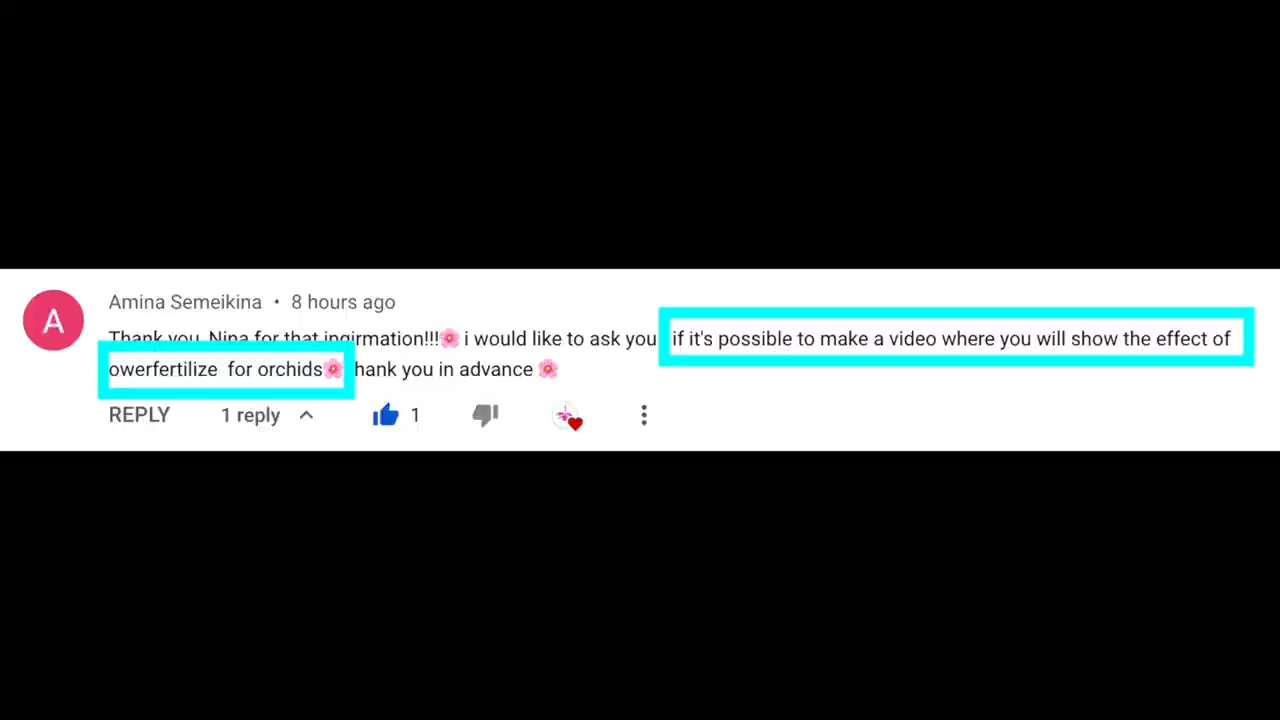 A
Amina Semeikina • 8 hours ago
Thank you Nina for that ingirmation!!!🌸 i would like to ask you if it's possible to make a video where you will show the effect of
owerfertilize for orchids🌸 hank you in advance 🌸
REPLY 1 reply 1